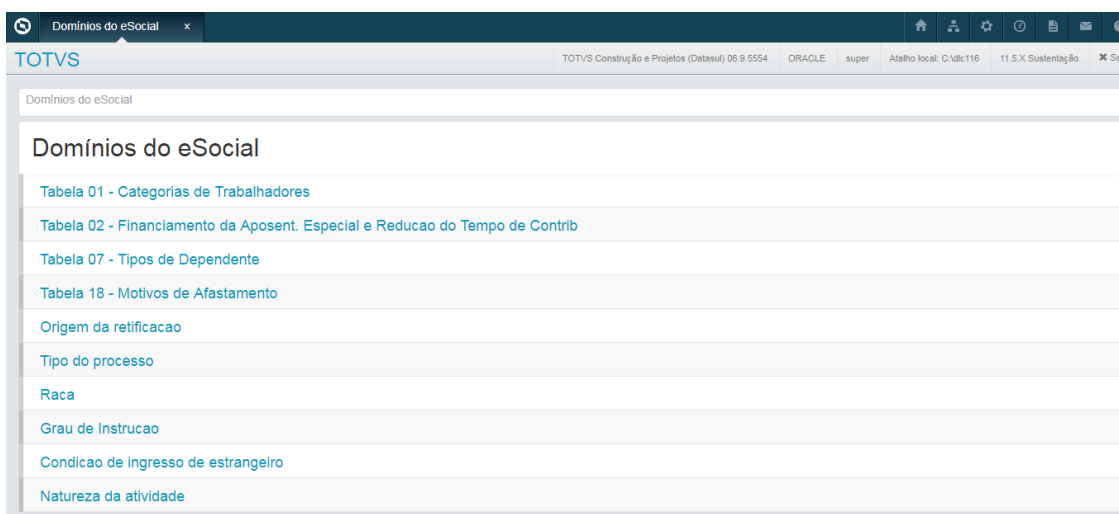 Domínios do eSocial x
TOTVS TOTVS Construção e Projetos (Datasul) 06.9.5554 ORACLE super Atalho local: C:\dlc116 11.5.X Sustentação
Domínios do eSocial
Domínios do eSocial
Tabela 01 - Categorias de Trabalhadores
Tabela 02 - Financiamento da Aposent. Especial e Reducao do Tempo de Contrib
Tabela 07 - Tipos de Dependente
Tabela 18 - Motivos de Afastamento
Origem da retificacao
Tipo do processo
Raca
Grau de Instrucao
Condicao de ingresso de estrangeiro
Natureza da atividade